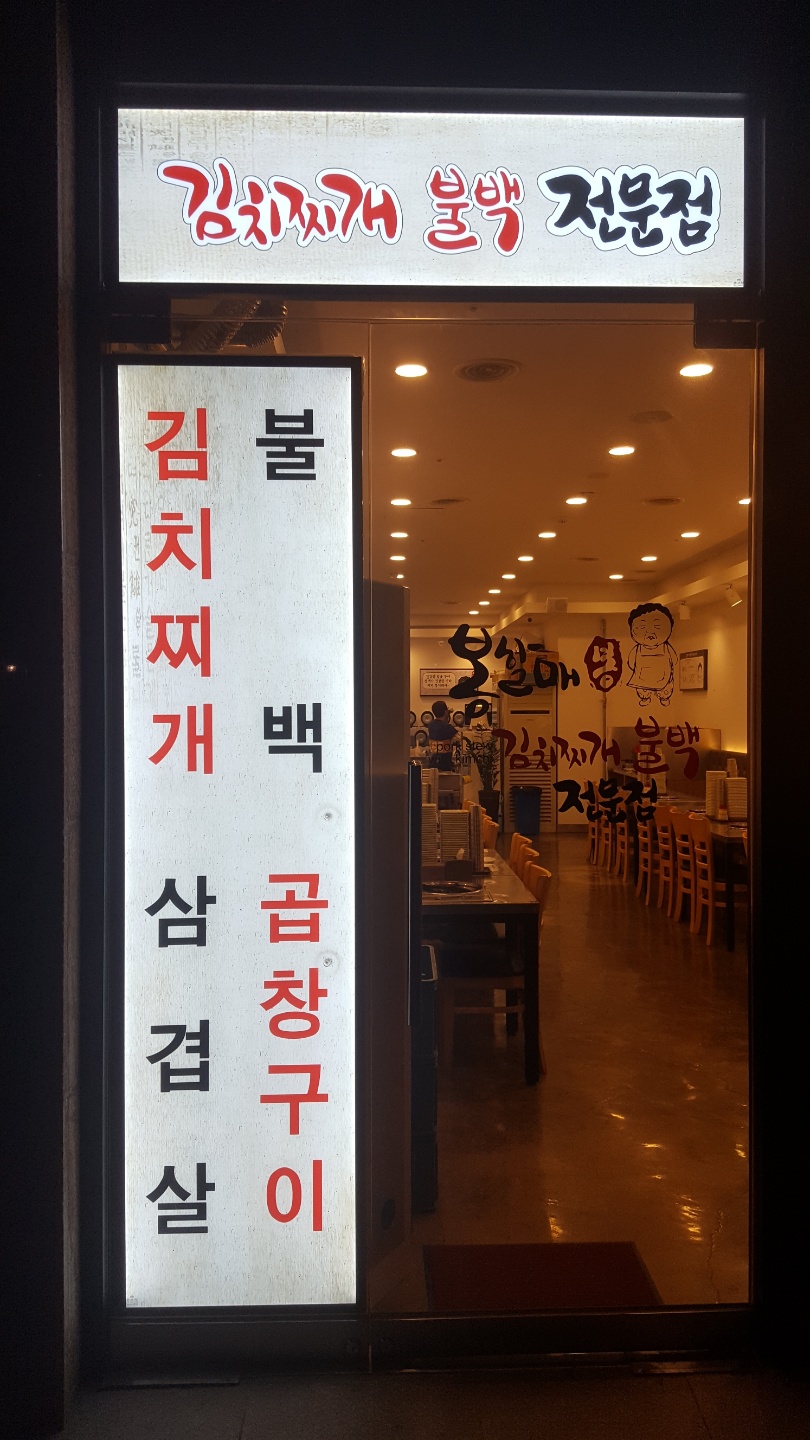 김치찌개 불백 전문점
김치찌개 삼겹살
불백 곱창구이
봄할매
김치찌개 불백
전문점